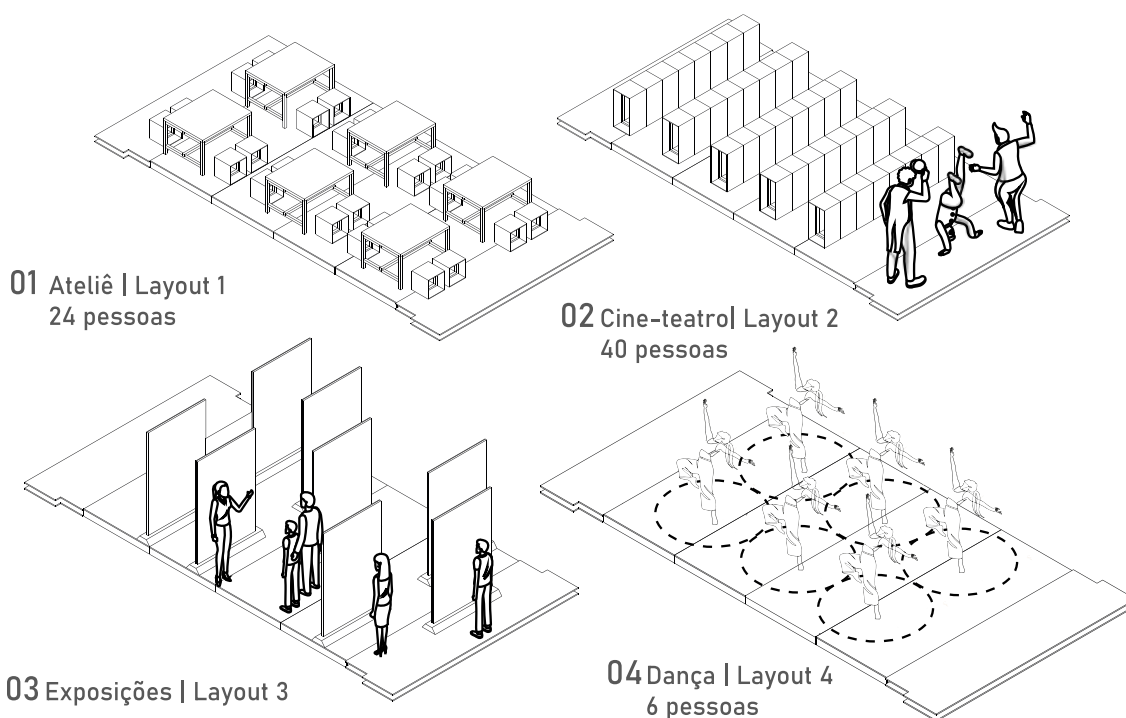 01 Ateliê | Layout 1
24 pessoas
02 Cine-teatro| Layout 2
40 pessoas
03 Exposições | Layout 3
04 Dança | Layout 4
6 pessoas